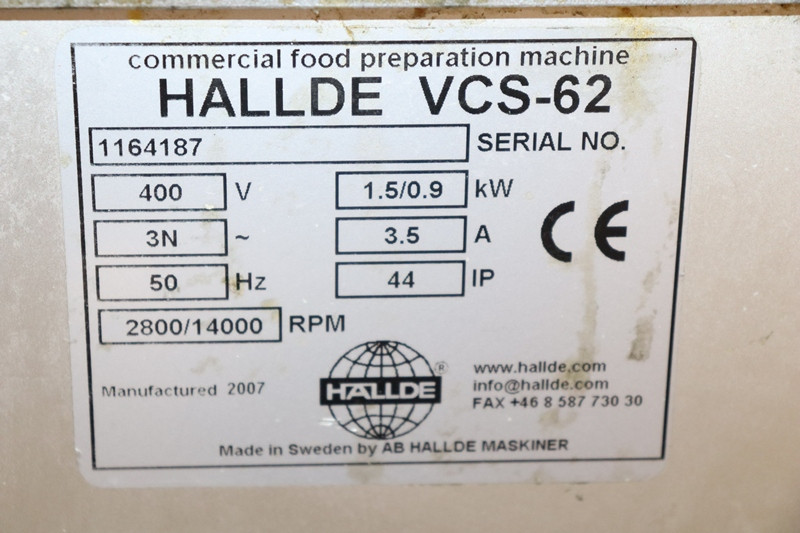 commercial food preparation machine
HALLDE VCS-62
1164187 SERIAL NO.
400 V 1.5/0.9 kW
3N ~ 3.5 A
50 Hz 44 IP
CE
2800/14000 RPM
Manufactured 2007
HALLDE ®
www.hallde.com
info@hallde.com
FAX +46 8 587 730 30
Made in Sweden by AB HALLDE MASKINER